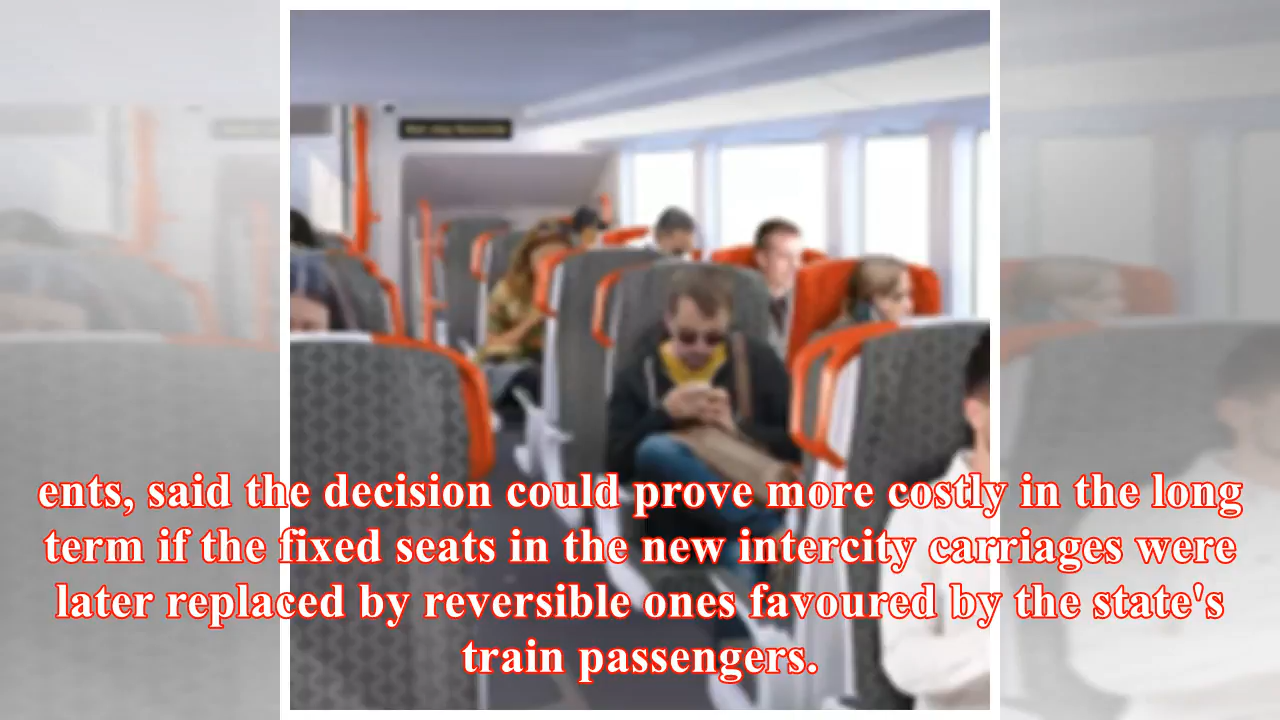 ents, said the decision could prove more costly in the long
term if the fixed seats in the new intercity carriages were
later replaced by reversible ones favoured by the state's
train passengers.